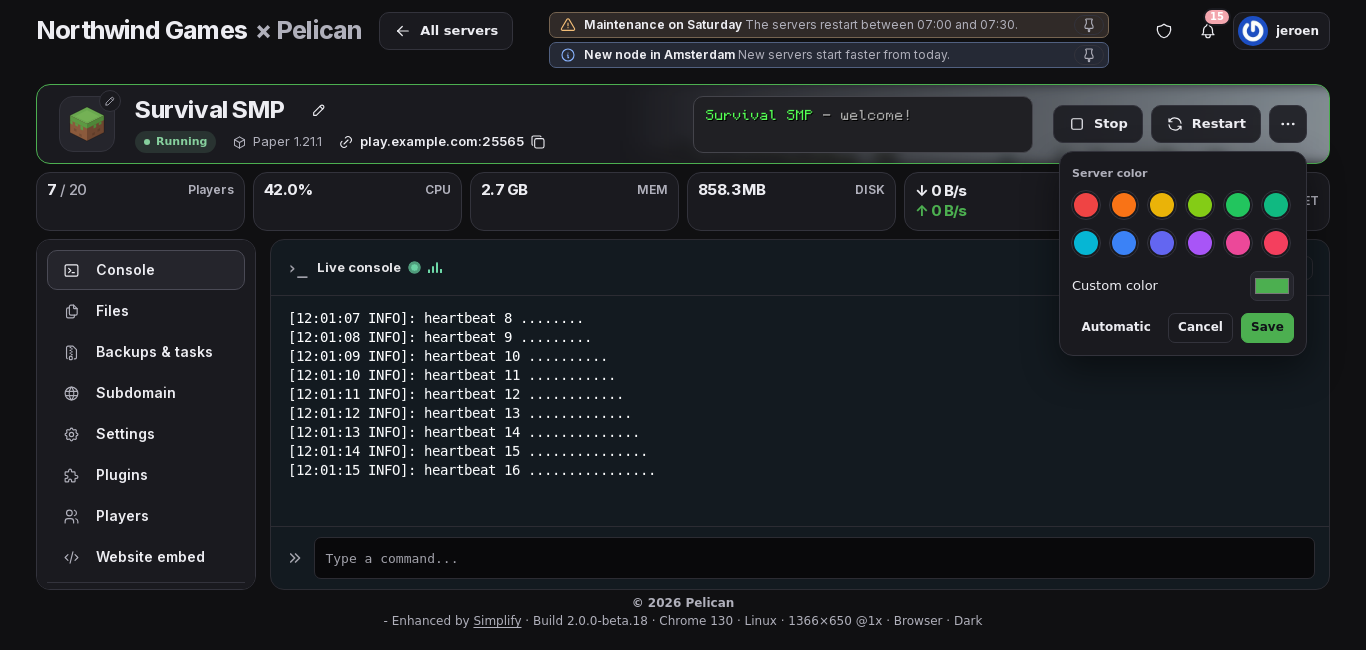 Northwind Games × Pelican
All servers
Maintenance on Saturday The servers restart between 07:00 and 07:30.
New node in Amsterdam New servers start faster from today.
15
jeroen
Survival SMP
Running
Paper 1.21.1
play.example.com:25565
Survival SMP - welcome!
Stop
Restart
7 / 20
Players
42.0%
CPU
2.7 GB
MEM
858.3 MB
DISK
↓ 0 B/s
↑ 0 B/s
Server color
Custom color
Automatic
Cancel
Save
Console
Files
Backups & tasks
Subdomain
Settings
Plugins
Players
Website embed
Live console
[12:01:07 INFO]: heartbeat 8 ........
[12:01:08 INFO]: heartbeat 9 .........
[12:01:09 INFO]: heartbeat 10 ..........
[12:01:10 INFO]: heartbeat 11 ...........
[12:01:11 INFO]: heartbeat 12 ............
[12:01:12 INFO]: heartbeat 13 .............
[12:01:13 INFO]: heartbeat 14 ..............
[12:01:14 INFO]: heartbeat 15 ...............
[12:01:15 INFO]: heartbeat 16 ................
Type a command...
© 2026 Pelican
- Enhanced by Simplify · Build 2.0.0-beta.18 · Chrome 130 · Linux · 1366×650 @1x · Browser · Dark